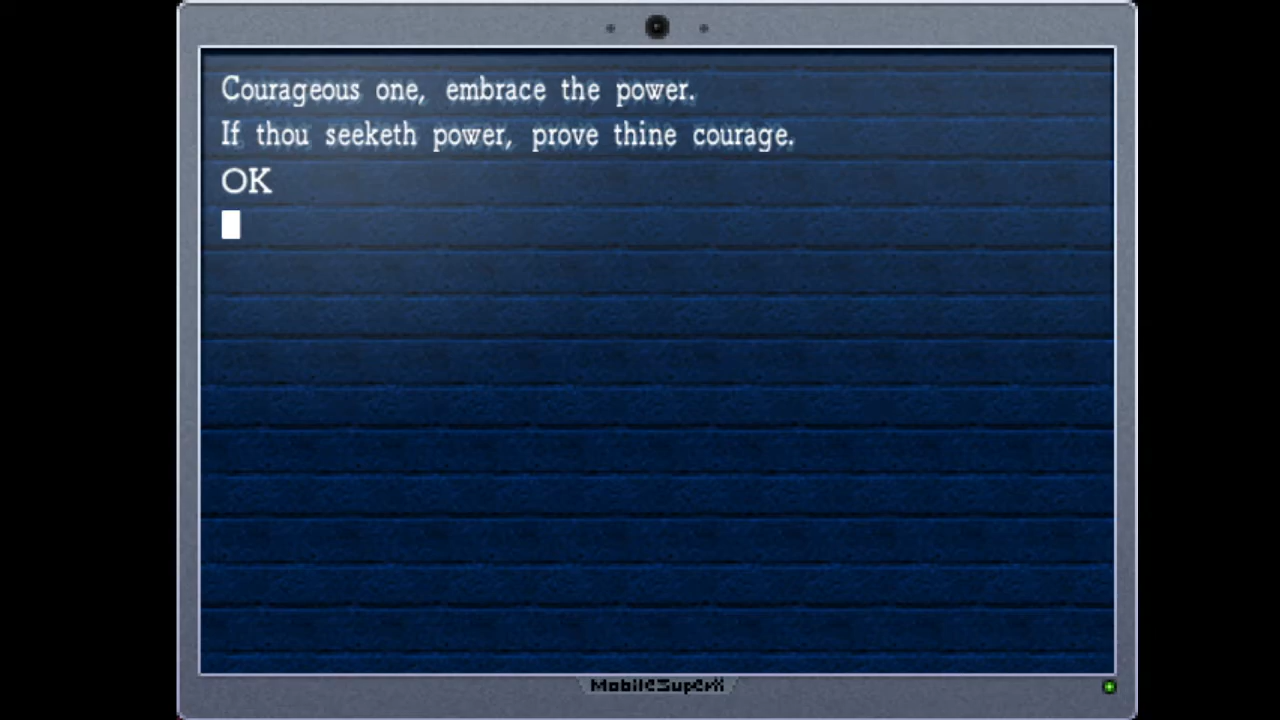 Courageous one, embrace the power.
If thou seeketh power, prove thine courage.
OK
MobileSuperX